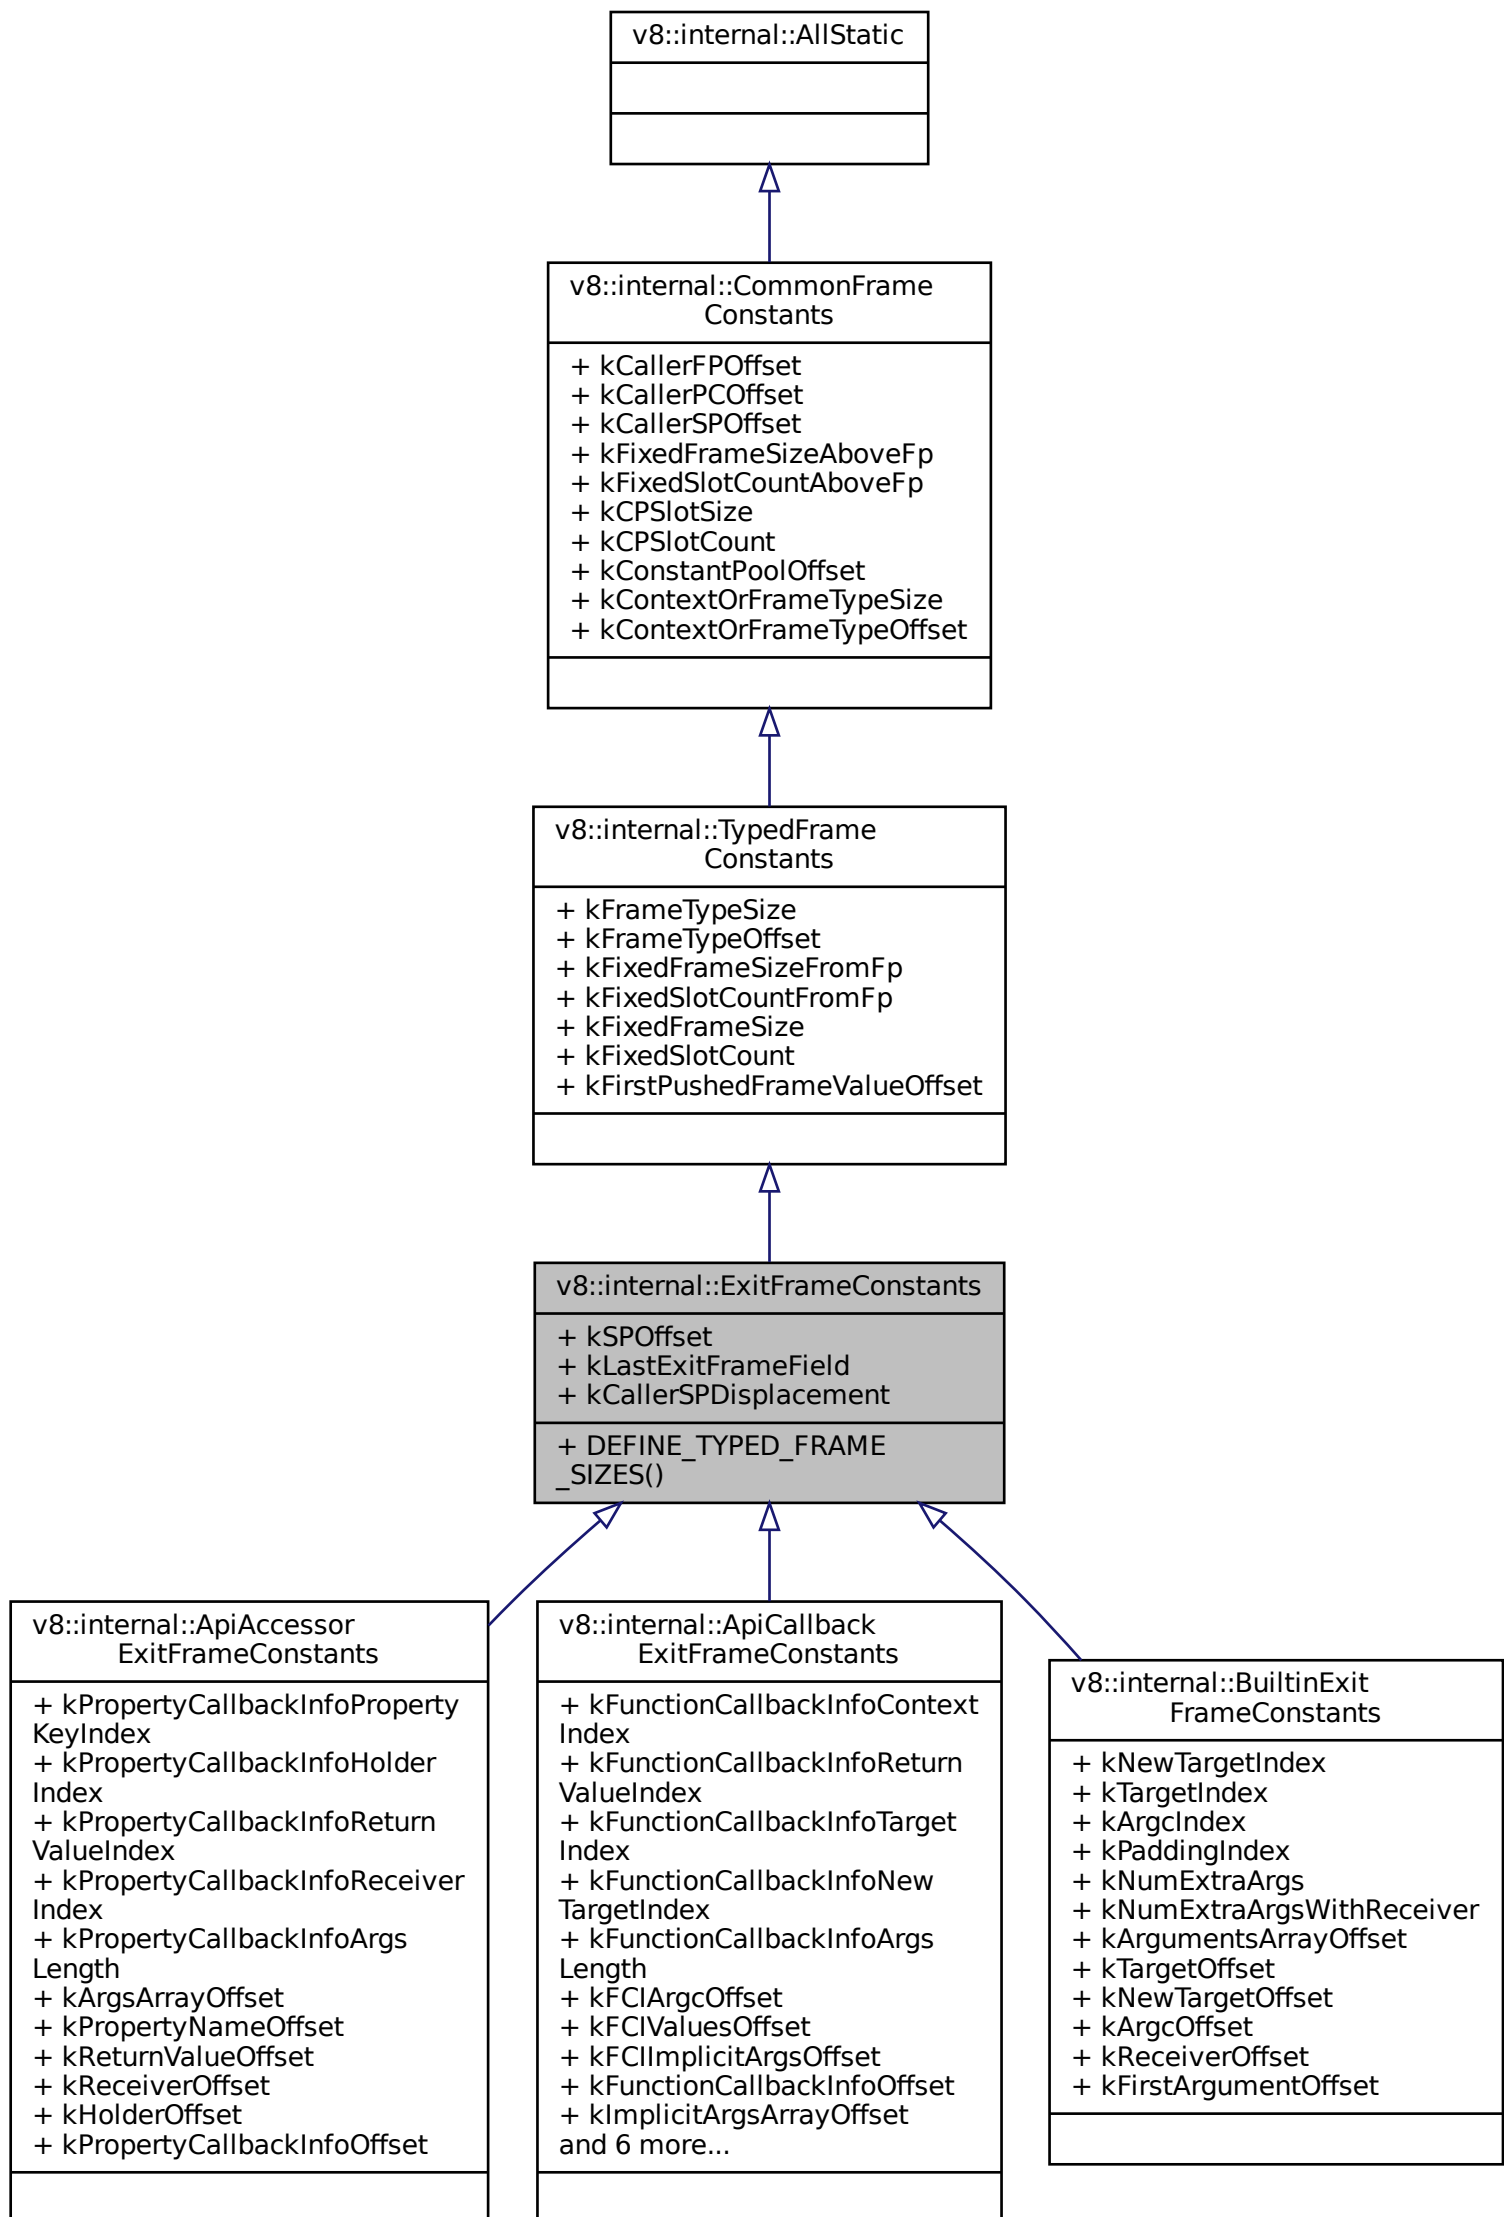 v8::internal::AllStatic
v8::internal::CommonFrame
Constants
+ kCallerFPOffset
+ kCallerPCOffset
+ kCallerSPOffset
+ kFixedFrameSizeAboveFp
+ kFixedSlotCountAboveFp
+ kCPSlotSize
+ kCPSlotCount
+ kConstantPoolOffset
+ kContextOrFrameTypeSize
+ kContextOrFrameTypeOffset
v8::internal::TypedFrame
Constants
+ kFrameTypeSize
+ kFrameTypeOffset
+ kFixedFrameSizeFromFp
+ kFixedSlotCountFromFp
+ kFixedFrameSize
+ kFixedSlotCount
+ kFirstPushedFrameValueOffset
v8::internal::ExitFrameConstants
+ kSPOffset
+ kLastExitFrameField
+ kCallerSPDisplacement
+ DEFINE_TYPED_FRAME
_SIZES()
v8::internal::ApiAccessor
ExitFrameConstants
+ kPropertyCallbackInfoProperty
KeyIndex
+ kPropertyCallbackInfoHolder
Index
+ kPropertyCallbackInfoReturn
ValueIndex
+ kPropertyCallbackInfoReceiver
Index
+ kPropertyCallbackInfoArgs
Length
+ kArgsArrayOffset
+ kPropertyNameOffset
+ kReturnValueOffset
+ kReceiverOffset
+ kHolderOffset
+ kPropertyCallbackInfoOffset
v8::internal::ApiCallback
ExitFrameConstants
+ kFunctionCallbackInfoContext
Index
+ kFunctionCallbackInfoReturn
ValueIndex
+ kFunctionCallbackInfoTarget
Index
+ kFunctionCallbackInfoNew
TargetIndex
+ kFunctionCallbackInfoArgs
Length
+ kFCIArgcOffset
+ kFCIValuesOffset
+ kFCIImplicitArgsOffset
+ kFunctionCallbackInfoOffset
+ kImplicitArgsArrayOffset
and 6 more...
v8::internal::BuiltinExit
FrameConstants
+ kNewTargetIndex
+ kTargetIndex
+ kArgcIndex
+ kPaddingIndex
+ kNumExtraArgs
+ kNumExtraArgsWithReceiver
+ kArgumentsArrayOffset
+ kTargetOffset
+ kNewTargetOffset
+ kArgcOffset
+ kReceiverOffset
+ kFirstArgumentOffset